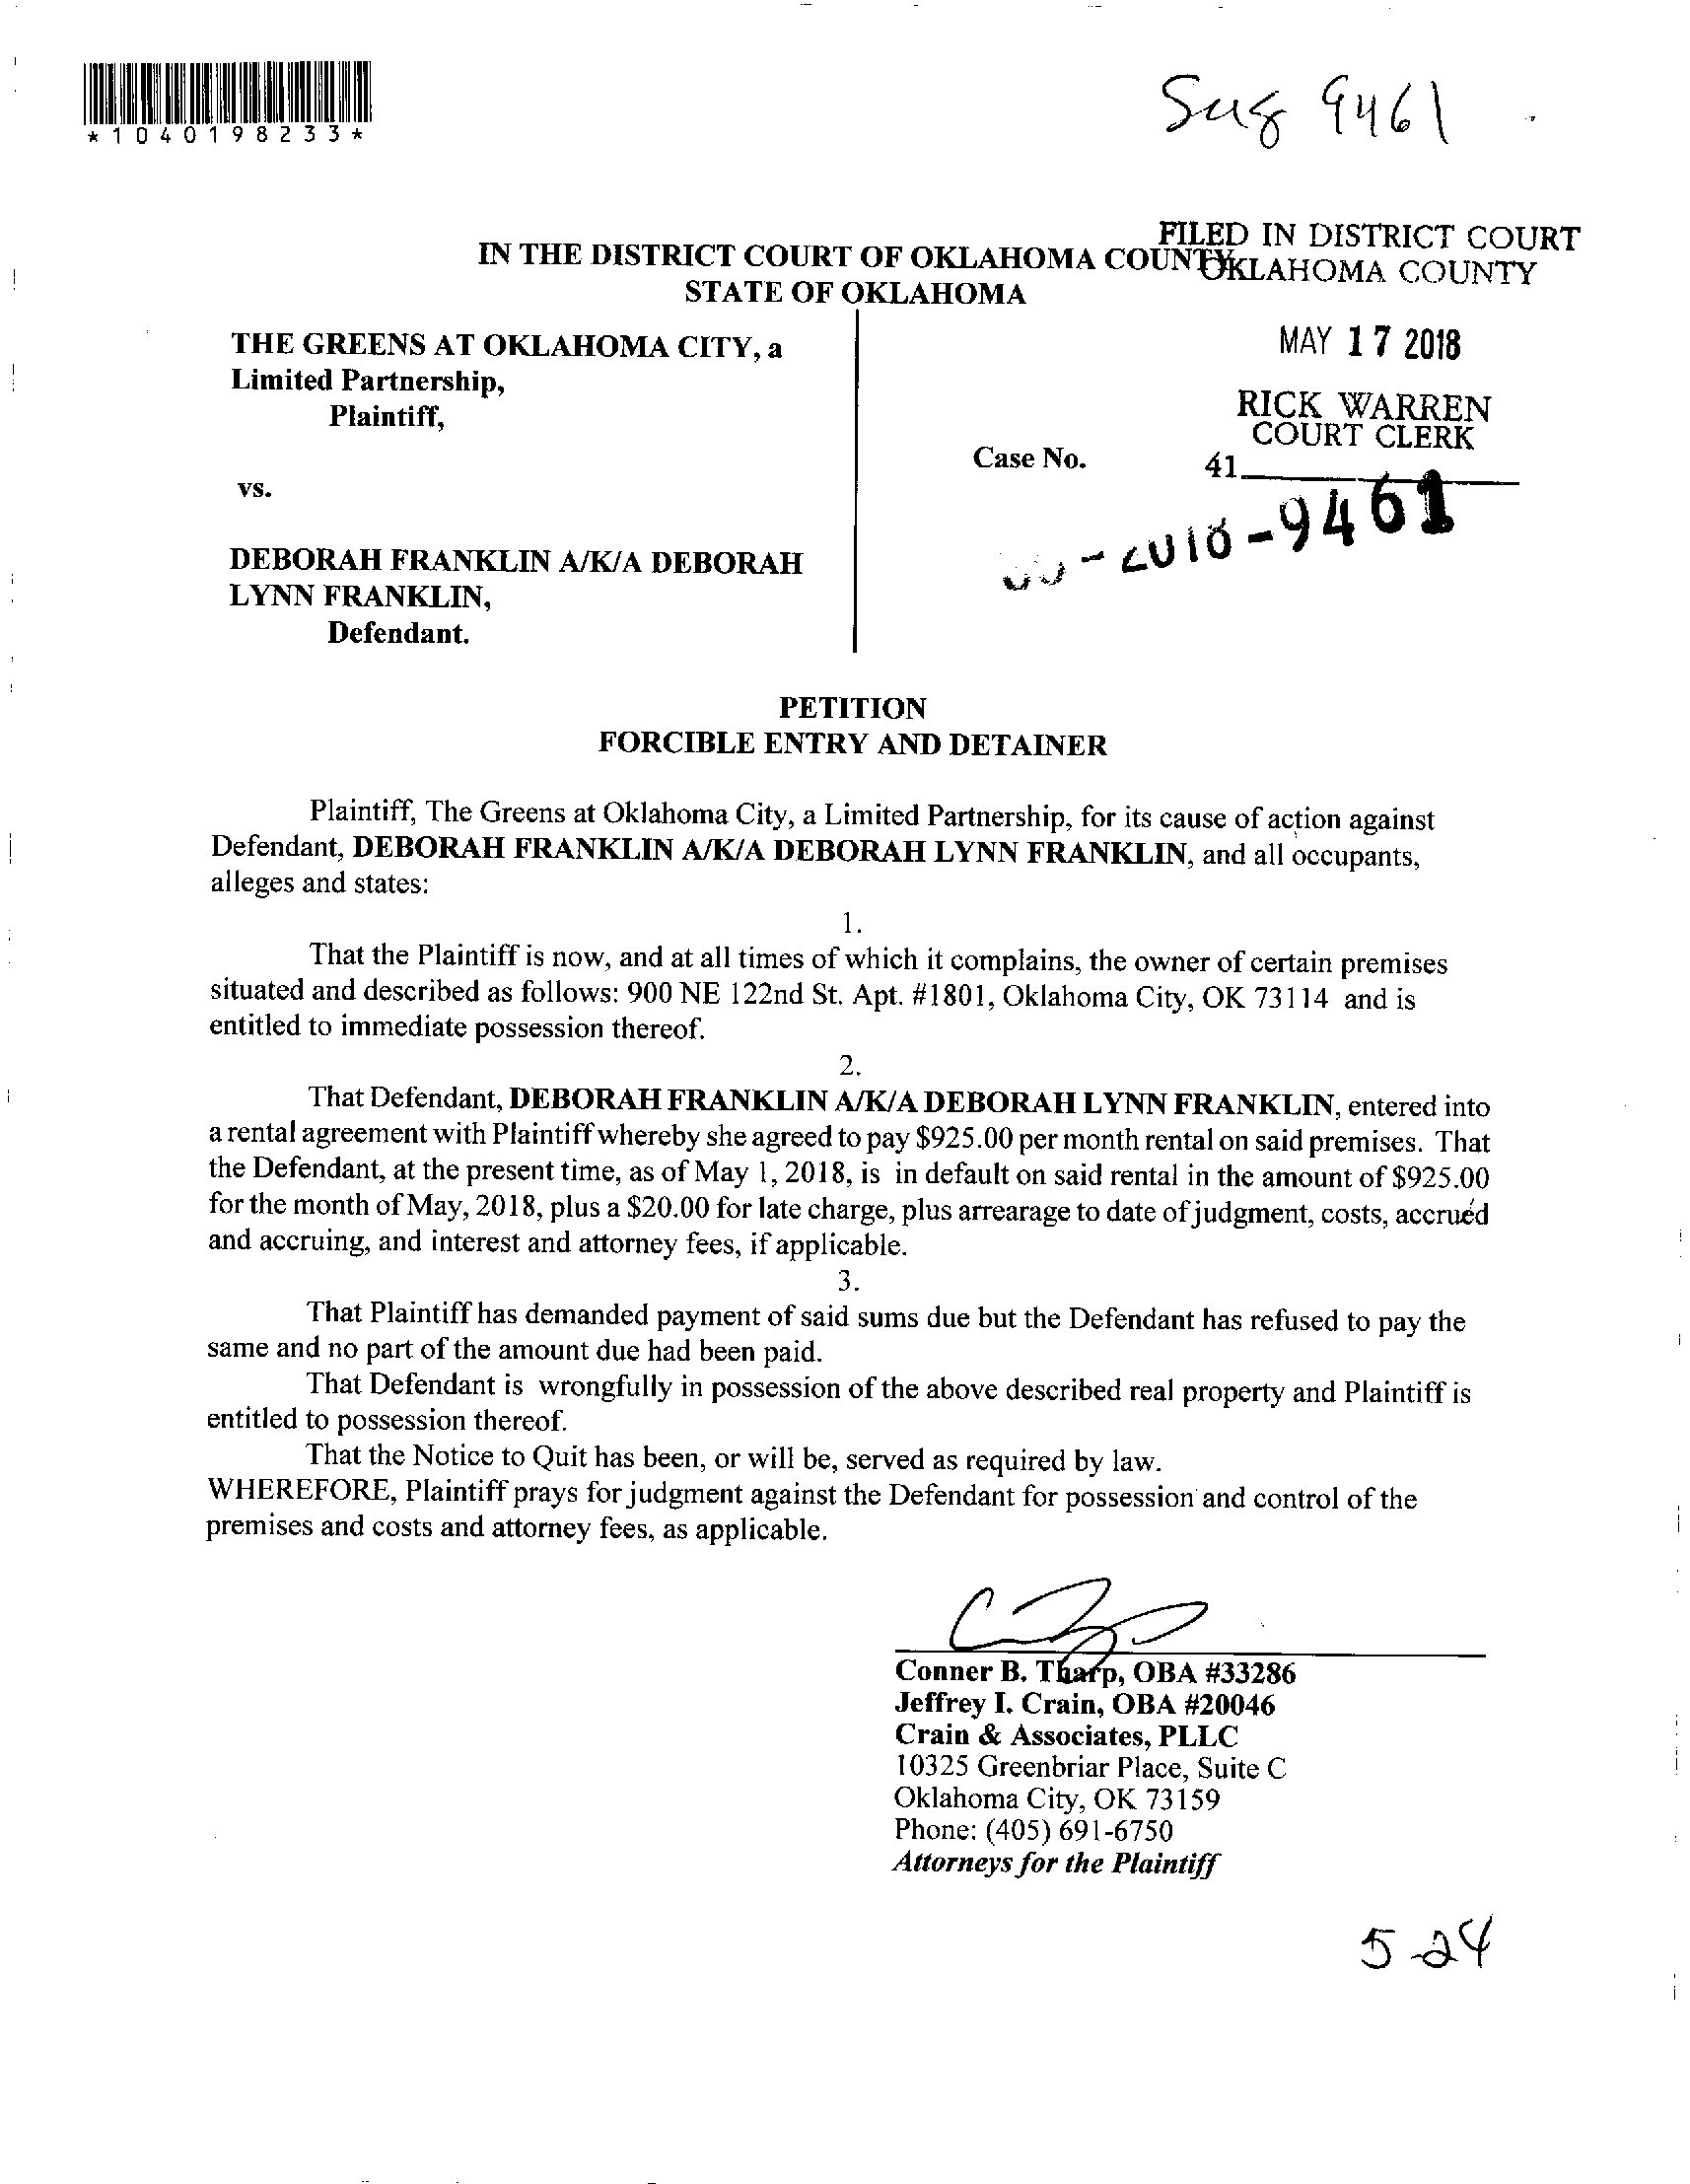 *1040198233*
9461
FILED IN DISTRICT COURT
IN THE DISTRICT COURT OF OKLAHOMA COUNTY
OKLAHOMA COUNTY
STATE OF OKLAHOMA
THE GREENS AT OKLAHOMA CITY, a
Limited Partnership,
Plaintiff,
MAY 17 2018
RICK WARREN
COURT CLERK
Case No.
41
vs.
-2018-9461
DEBORAH FRANKLIN A/K/A DEBORAH
LYNN FRANKLIN,
Defendant.
PETITION
FORCIBLE ENTRY AND DETAINER
Plaintiff, The Greens at Oklahoma City, a Limited Partnership, for its cause of action against
Defendant, DEBORAH FRANKLIN A/K/A DEBORAH LYNN FRANKLIN, and all occupants,
alleges and states:
1.
That the Plaintiff is now, and at all times of which it complains, the owner of certain premises
situated and described as follows: 900 NE 122nd St. Apt. #1801, Oklahoma City, OK 73114 and is
entitled to immediate possession thereof.
2.
That Defendant, DEBORAH FRANKLIN A/K/A DEBORAH LYNN FRANKLIN, entered into
a rental agreement with Plaintiff whereby she agreed to pay $925.00 per month rental on said premises. That
the Defendant, at the present time, as of May 1, 2018, is in default on said rental in the amount of $925.00
for the month of May, 2018, plus a $20.00 for late charge, plus arrearage to date of judgment, costs, accrued
and accruing, and interest and attorney fees, if applicable.
3.
That Plaintiff has demanded payment of said sums due but the Defendant has refused to pay the
same and no part of the amount due had been paid.
That Defendant is wrongfully in possession of the above described real property and Plaintiff is
entitled to possession thereof.
That the Notice to Quit has been, or will be, served as required by law.
WHEREFORE, Plaintiff prays for judgment against the Defendant for possession and control of the
premises and costs and attorney fees, as applicable.
Conner B. Tharp, OBA #33286
Jeffrey I. Crain, OBA #20046
Crain & Associates, PLLC
10325 Greenbriar Place, Suite C
Oklahoma City, OK 73159
Phone: (405) 691-6750
Attorneys for the Plaintiff
5-24